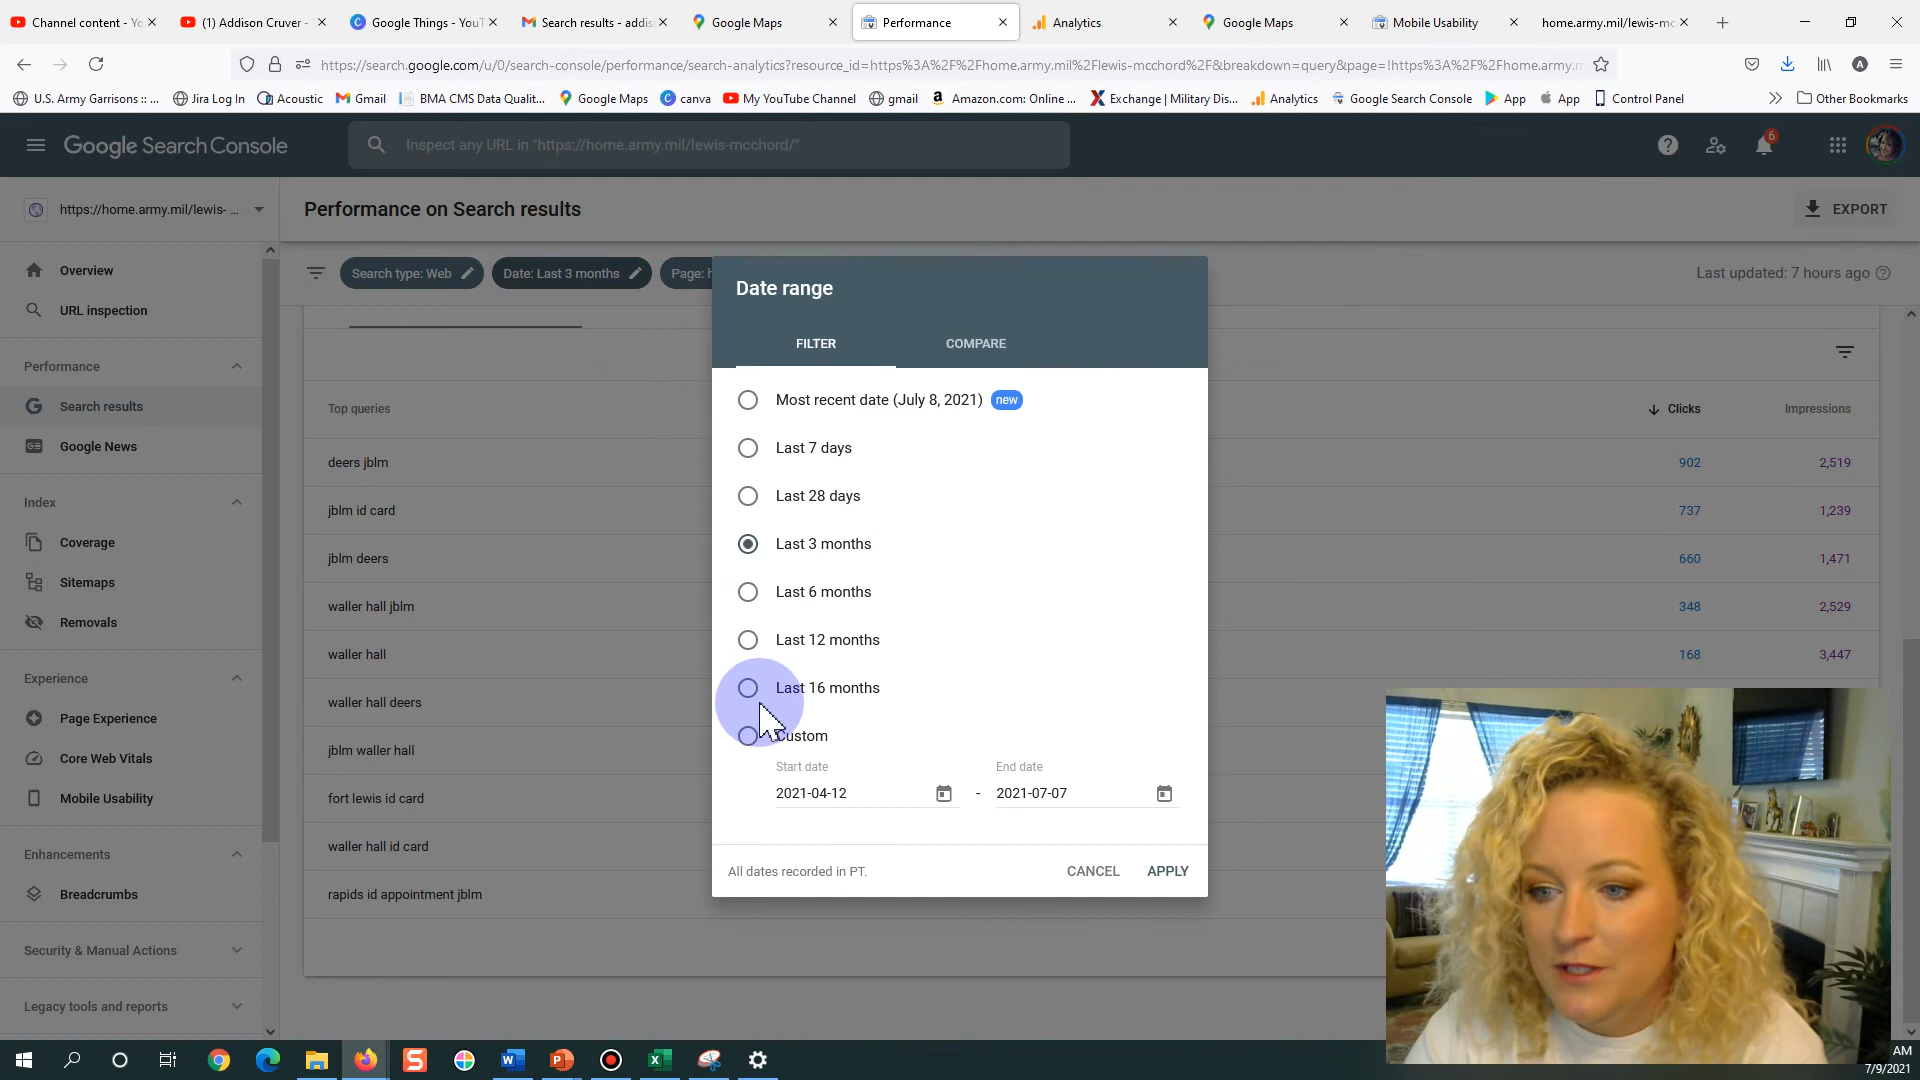 Channel content - Yo
(1) Addison Cruver -
Google Things - YouT
Search results - addis
Google Maps
Performance
Analytics
Google Maps
Mobile Usability
home.army.mil/lewis-mc
https://search.google.com/u/0/search-console/performance/search-analytics?resource_id=https%3A%2F%2Fhome.army.mil%2Flewis-mcchord%2F&breakdown=query&page=!https%3A%2F%2Fhome.army.m
U.S. Army Garrisons :: ...
Jira Log In
Acoustic
Gmail
BMA CMS Data Qualit...
Google Maps
canva
My YouTube Channel
gmail
Amazon.com: Online ...
Exchange | Military Dis...
Analytics
Google Search Console
App
App
Control Panel
Other Bookmarks
Google Search Console
Inspect any URL in "https://home.army.mil/lewis-mcchord/"
6
https://home.army.mil/lewis- ...
Performance on Search results
EXPORT
Overview
URL inspection
Performance
Search results
Google News
Index
Coverage
Sitemaps
Removals
Experience
Page Experience
Core Web Vitals
Mobile Usability
Enhancements
Breadcrumbs
Security & Manual Actions
Legacy tools and reports
Search type: Web
Date: Last 3 months
Page: h
Last updated: 7 hours ago
Top queries
Clicks
Impressions
deers jblm
902
2,519
jblm id card
737
1,239
jblm deers
660
1,471
waller hall jblm
348
2,529
waller hall
168
3,447
waller hall deers
jblm waller hall
fort lewis id card
waller hall id card
rapids id appointment jblm
Date range
FILTER
COMPARE
Most recent date (July 8, 2021) new
Last 7 days
Last 28 days
Last 3 months
Last 6 months
Last 12 months
Last 16 months
Custom
Start date
End date
2021-04-12
-
2021-07-07
All dates recorded in PT.
CANCEL
APPLY
AM
7/9/2021